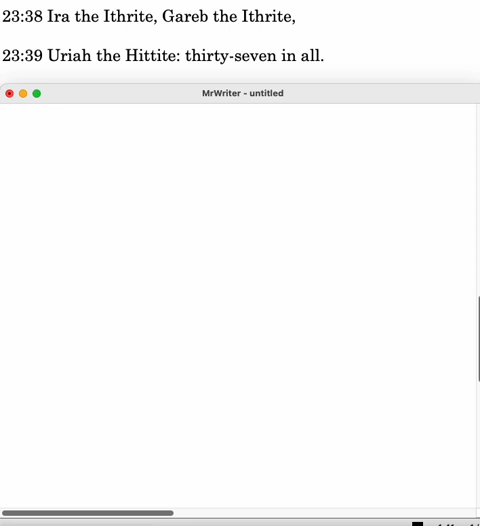 23:38 Ira the Ithrite, Gareb the Ithrite,
23:39 Uriah the Hittite: thirty-seven in all.
MrWriter - untitled